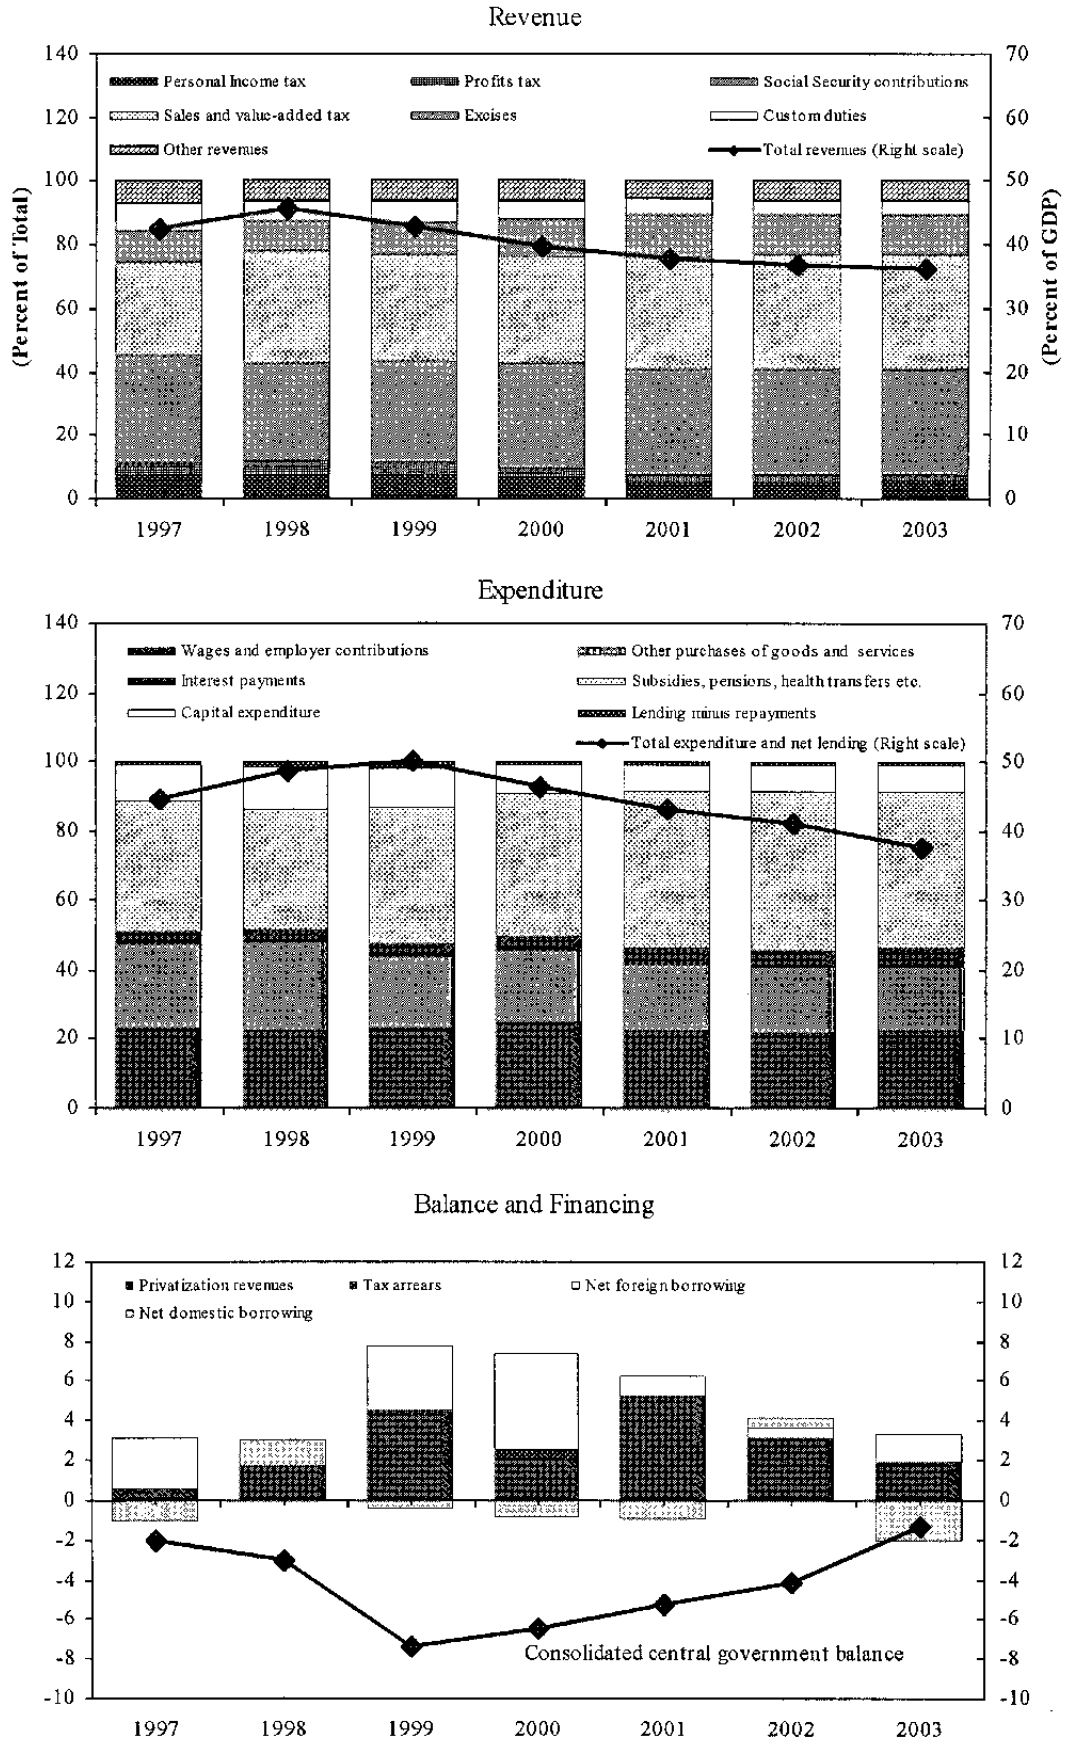 Revenue
140 70
Personal Income tax Profits tax Social Security contributions
120 Sales and value-added tax Excises Custom duties 60
Other revenues Total revenues (Right scale)
100 50
80 40
60 30
40 20
20 10
0 0
(Percent of Total)
(Percent of GDP)
1997 1998 1999 2000 2001 2002 2003
Expenditure
140 70
Wages and employer contributions Other purchases of goods and services
Interest payments Subsidies, pensions, health transfers etc.
120 60
Capital expenditure Lending minus repayments
Total expenditure and net lending (Right scale)
100 50
80 40
60 30
40 20
20 10
0 0
1997 1998 1999 2000 2001 2002 2003
Balance and Financing
12 12
Privatization revenues Tax arrears Net foreign borrowing
10 10
Net domestic borrowing
8 8
6 6
4 4
2 2
0 0
-2 -2
-4 -4
-6 -6
Consolidated central government balance
-8 -8
-10 -10
1997 1998 1999 2000 2001 2002 2003